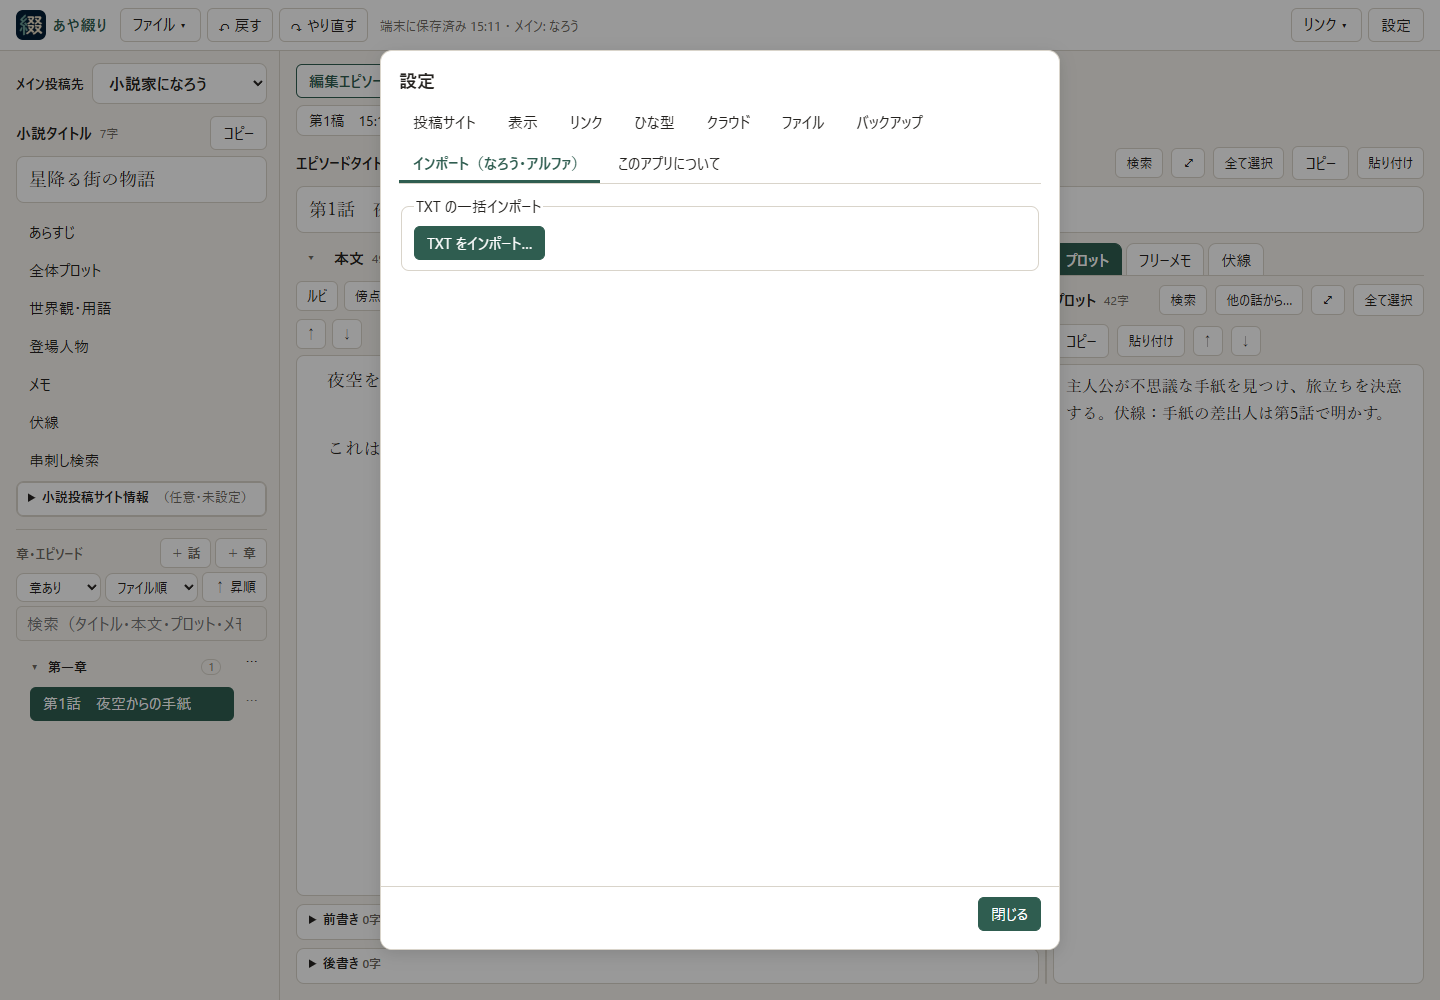 綴 あや綴り ファイル ▾ ↶ 戻す ↷ やり直す 端末に保存済み 15:11・メイン: なろう リンク ▾ 設定
メイン投稿先 小説家になろう
小説タイトル 7字 コピー
星降る街の物語
あらすじ
全体プロット
世界観・用語
登場人物
メモ
伏線
串刺し検索
▶ 小説投稿サイト情報 （任意・未設定）
章・エピソード ＋ 話 ＋ 章
章あり ファイル順 ↑ 昇順
検索（タイトル・本文・プロット・メモ
▾ 第一章 1 …
第1話 夜空からの手紙 …
編集エピソー
第1稿 15:1
エピソードタイト 検索 ⤢ 全て選択 コピー 貼り付け
第1話
▾ 本文
ルビ 傍点
↑ ↓
夜空を
これは
▶ 前書き 0字
▶ 後書き 0字
設定
投稿サイト 表示 リンク ひな型 クラウド ファイル バックアップ
インポート（なろう・アルファ） このアプリについて
TXT の一括インポート
TXT をインポート…
閉じる
プロット フリーメモ 伏線
プロット 42字 検索 他の話から… ⤢ 全て選択
コピー 貼り付け ↑ ↓
主人公が不思議な手紙を見つけ、旅立ちを決意
する。伏線：手紙の差出人は第5話で明かす。